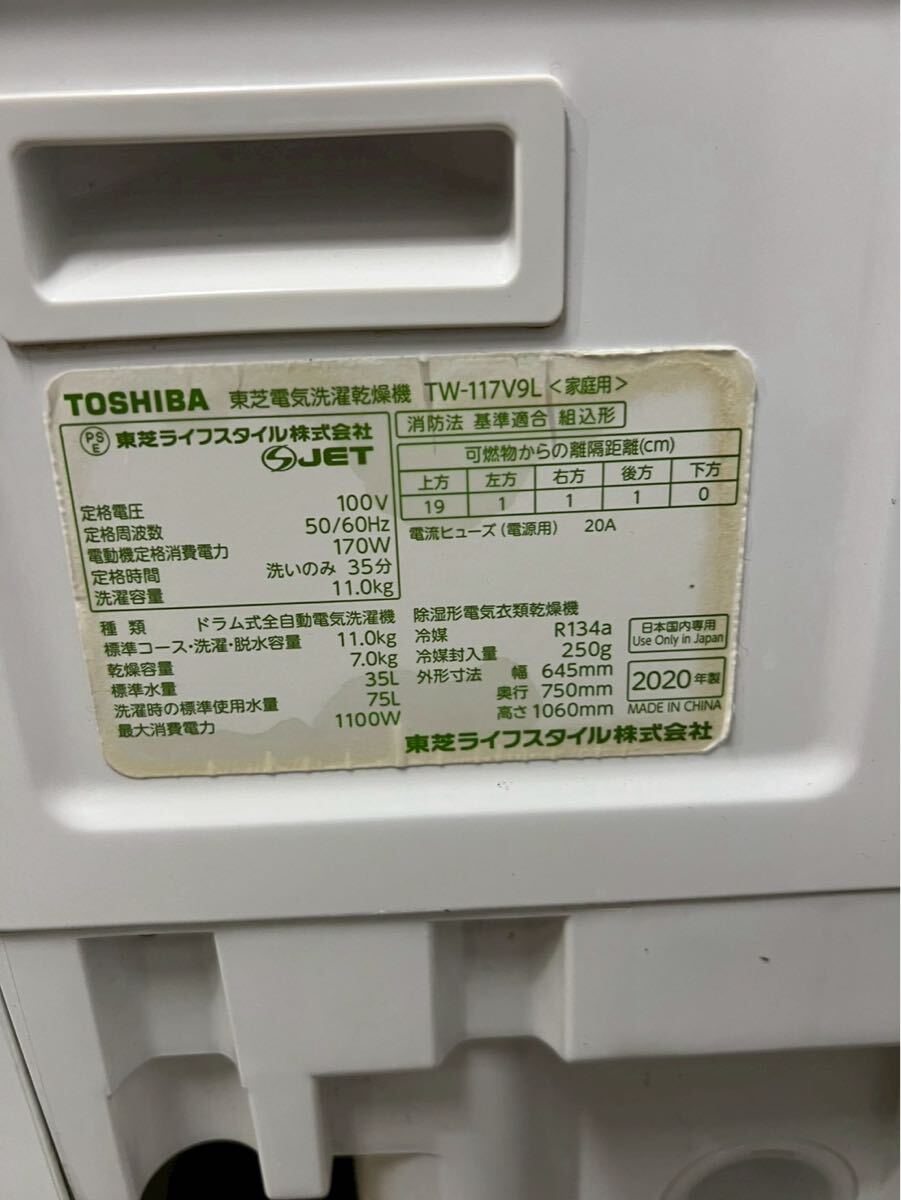 TOSHIBA 東芝電気洗濯乾燥機 TW-117V9L <家庭用>
PS E 東芝ライフスタイル株式会社
JET
定格電圧 100V
定格周波数 50/60Hz
電動機定格消費電力 170W
定格時間 洗いのみ 35分
洗濯容量 11.0kg
種類 ドラム式全自動電気洗濯機
標準コース・洗濯・脱水容量 11.0kg
乾燥容量 7.0kg
標準水量 35L
洗濯時の標準使用水量 75L
最大消費電力 1100W
消防法 基準適合 組込形
可燃物からの離隔距離(cm)
上方 左方 右方 後方 下方
19 1 1 1 0
電流ヒューズ(電源用) 20A
除湿形電気衣類乾燥機
冷媒 R134a
冷媒封入量 250g
外形寸法 幅 645mm
奥行 750mm
高さ 1060mm
日本国内専用
Use Only in Japan
2020年製
MADE IN CHINA
東芝ライフスタイル株式会社